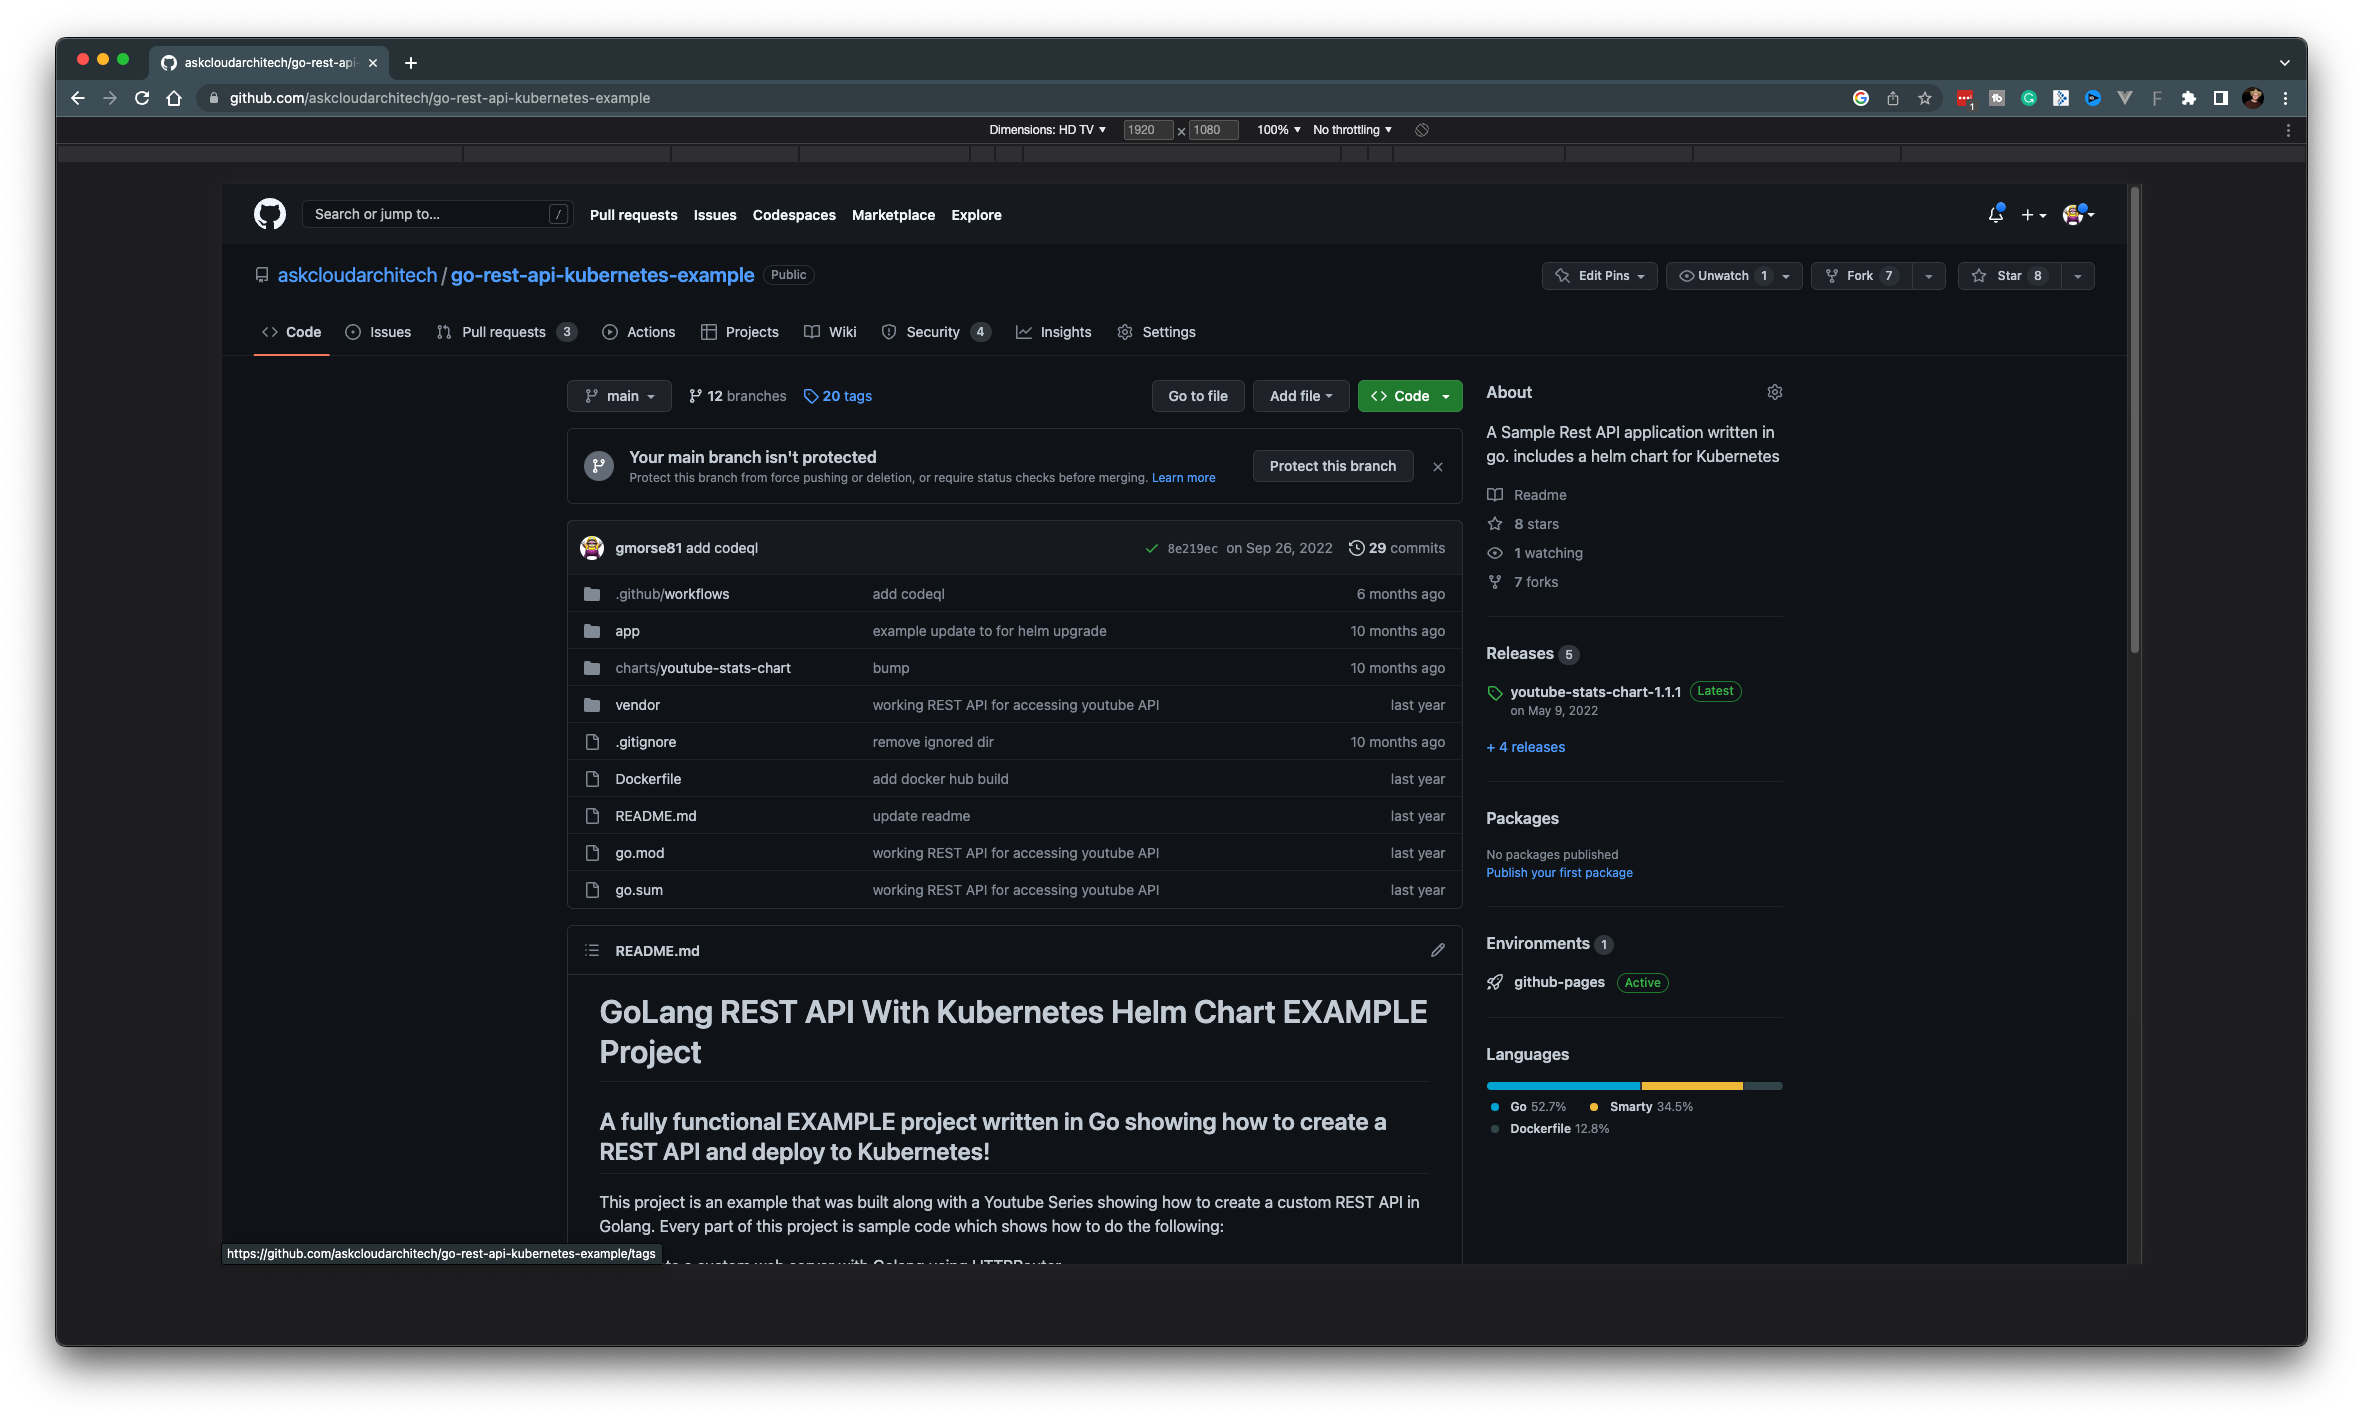 askcloudarchitech/go-rest-api-
github.com/askcloudarchitech/go-rest-api-kubernetes-example
1
Dimensions: HD TV 1920 × 1080 100% No throttling
Search or jump to... / Pull requests Issues Codespaces Marketplace Explore
askcloudarchitech / go-rest-api-kubernetes-example Public Edit Pins Unwatch 1 Fork 7 Star 8
Code Issues Pull requests 3 Actions Projects Wiki Security 4 Insights Settings
main 12 branches 20 tags Go to file Add file Code
Your main branch isn't protected
Protect this branch from force pushing or deletion, or require status checks before merging. Learn more
Protect this branch
gmorse81 add codeql 8e219ec on Sep 26, 2022 29 commits
.github/workflows add codeql 6 months ago
app example update to for helm upgrade 10 months ago
charts/youtube-stats-chart bump 10 months ago
vendor working REST API for accessing youtube API last year
.gitignore remove ignored dir 10 months ago
Dockerfile add docker hub build last year
README.md update readme last year
go.mod working REST API for accessing youtube API last year
go.sum working REST API for accessing youtube API last year
README.md
GoLang REST API With Kubernetes Helm Chart EXAMPLE
Project
A fully functional EXAMPLE project written in Go showing how to create a
REST API and deploy to Kubernetes!
This project is an example that was built along with a Youtube Series showing how to create a custom REST API in
Golang. Every part of this project is sample code which shows how to do the following:
a custom web server with Golang using HTTPRouter
https://github.com/askcloudarchitech/go-rest-api-kubernetes-example/tags
About
A Sample Rest API application written in
go. includes a helm chart for Kubernetes
Readme
8 stars
1 watching
7 forks
Releases 5
youtube-stats-chart-1.1.1 Latest
on May 9, 2022
+ 4 releases
Packages
No packages published
Publish your first package
Environments 1
github-pages Active
Languages
Go 52.7% Smarty 34.5%
Dockerfile 12.8%